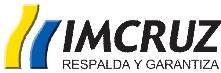 IMCRUZ
RESPALDA Y GARANTIZA